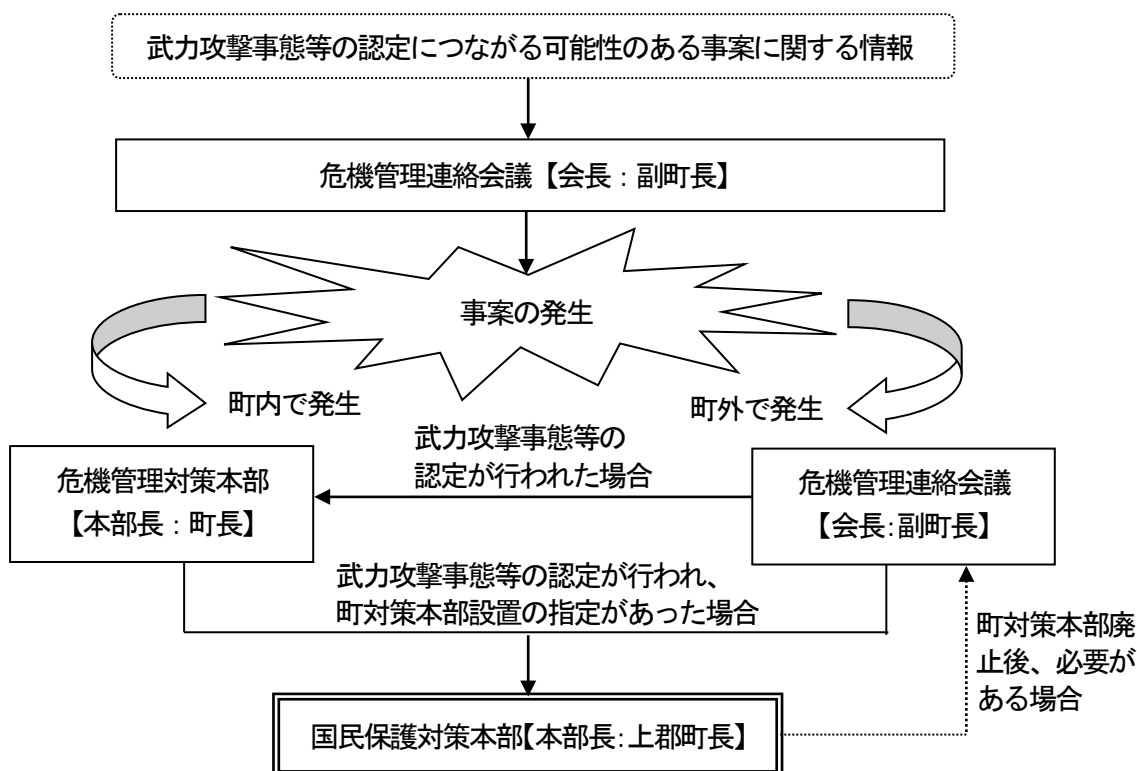 武力攻撃事態等の認定につながる可能性のある事案に関する情報
危機管理連絡会議【会長：副町長】
事案の発生
町内で発生
町外で発生
武力攻撃事態等の
認定が行われた場合
危機管理対策本部
【本部長：町長】
危機管理連絡会議
【会長：副町長】
武力攻撃事態等の認定が行われ、
町対策本部設置の指定があった場合
町対策本部廃
止後、必要が
ある場合
国民保護対策本部【本部長：上郡町長】